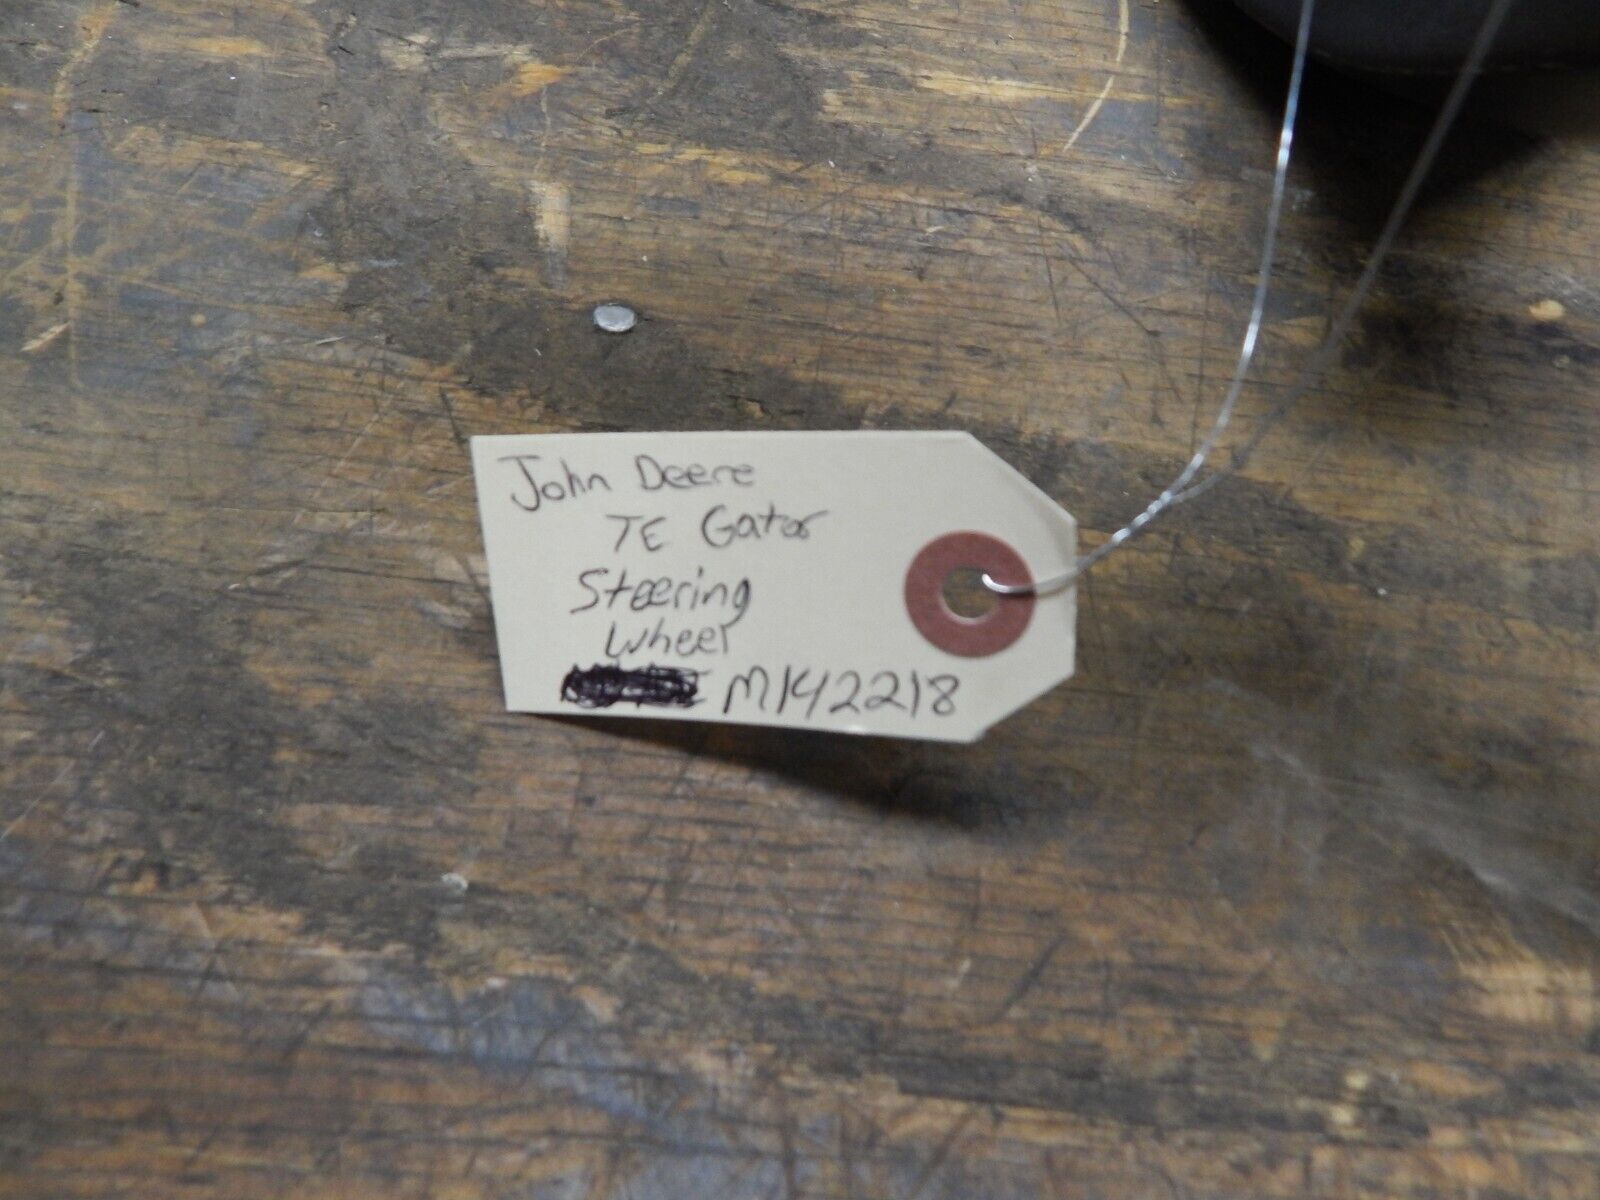 John Deere
TE Gator
Steering
Wheel
M142218